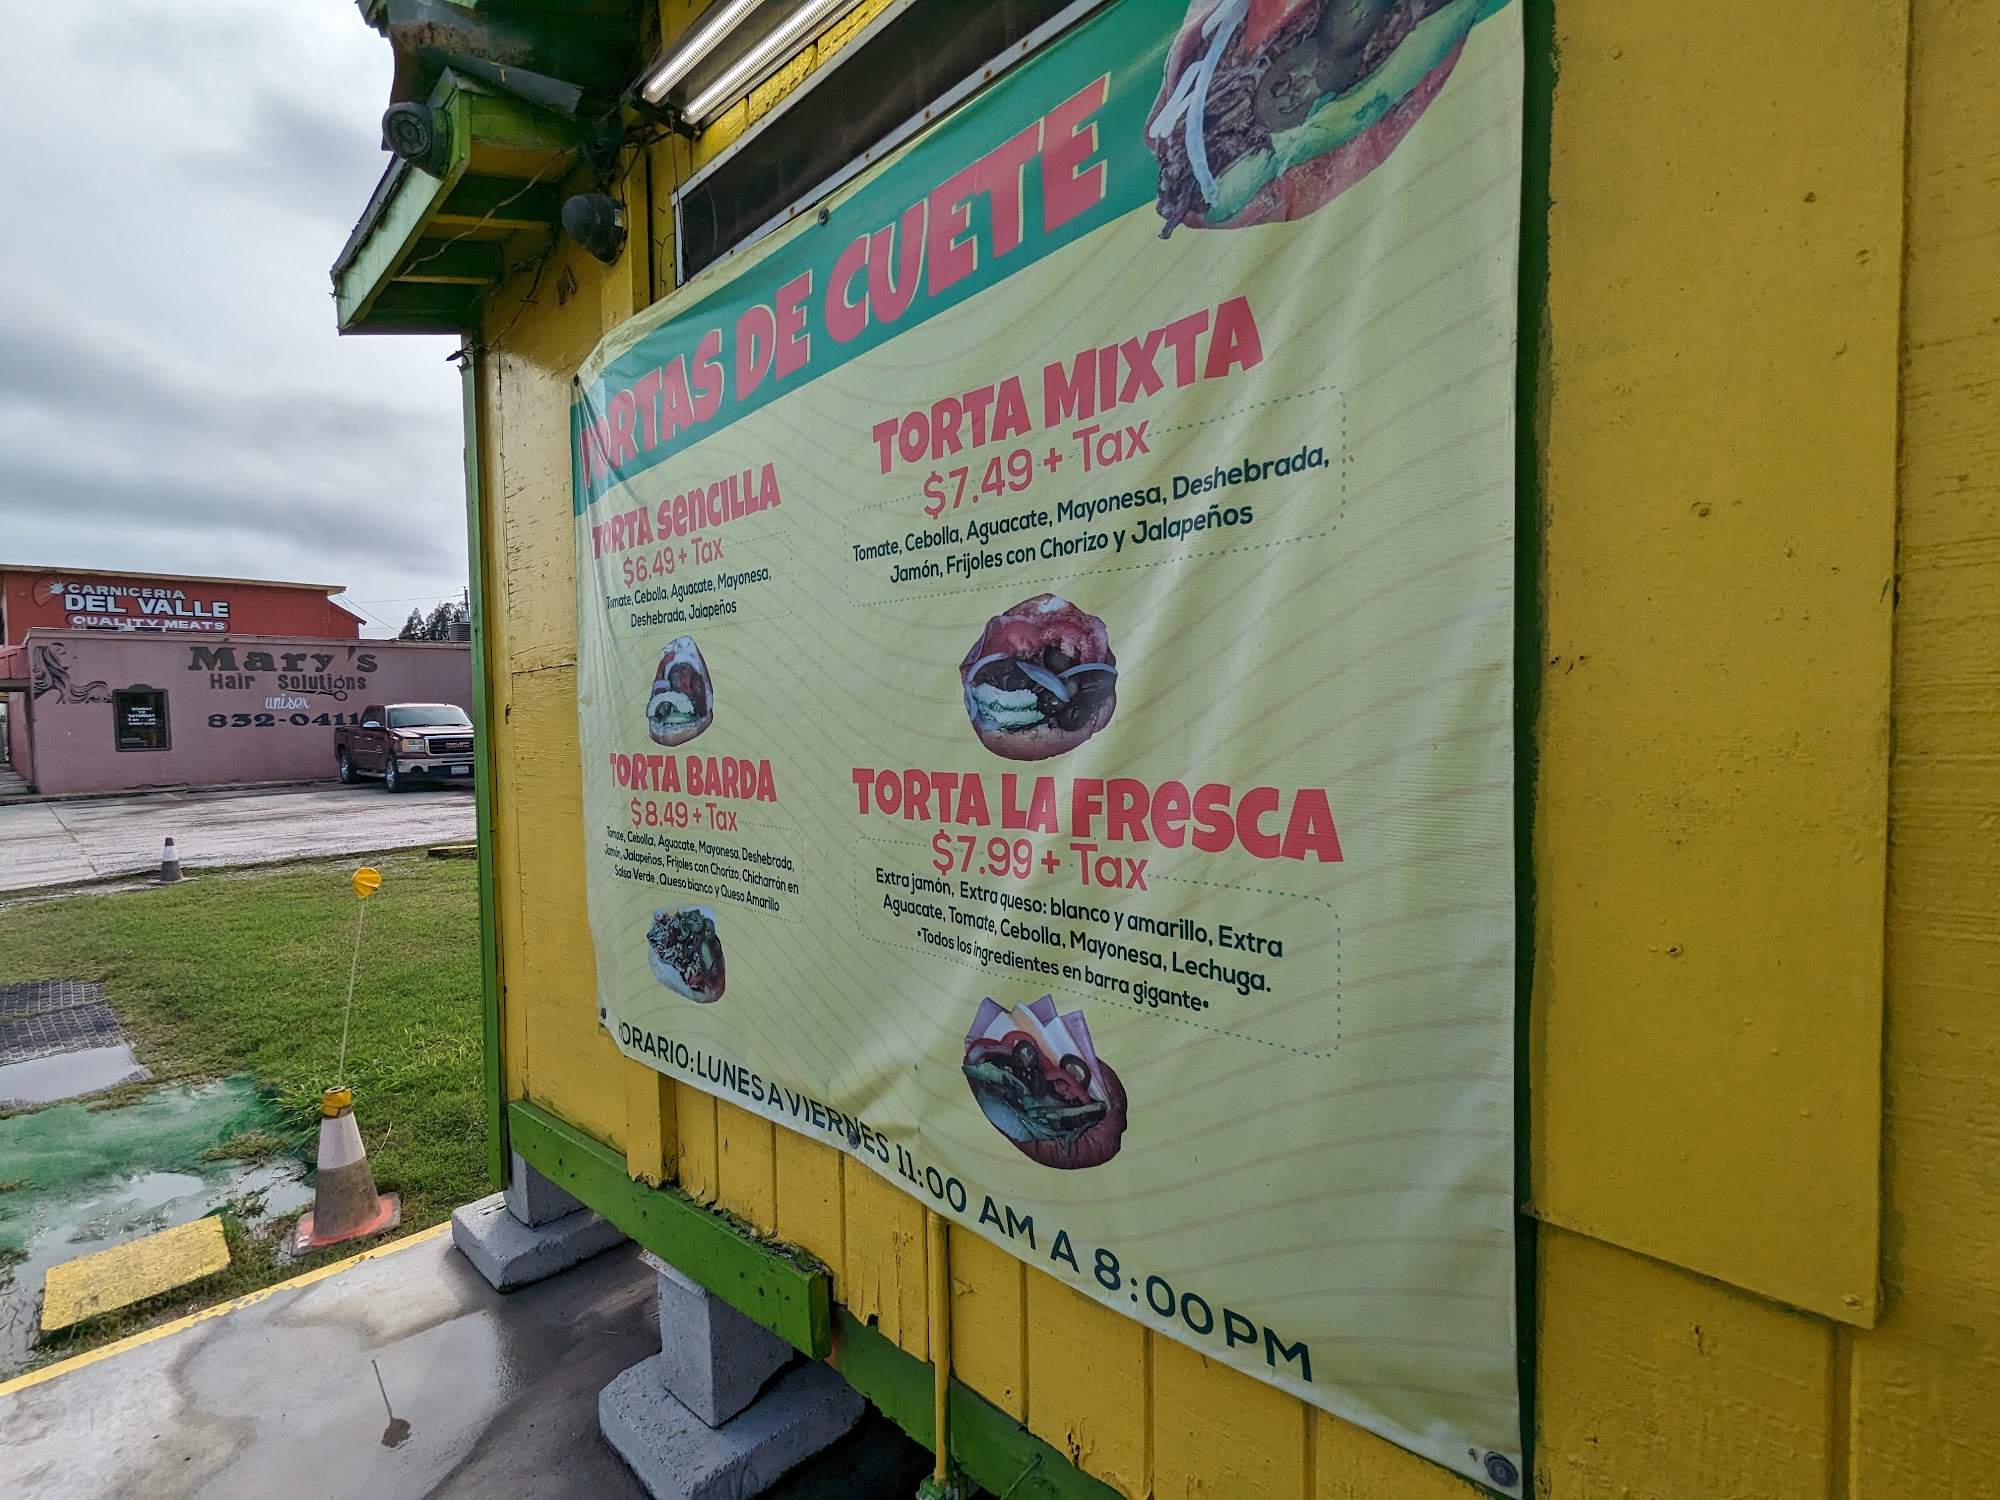 TORTAS DE CUETE
TORTA SENCILLA
$6.49 + Tax
Tomate, Cebolla, Aguacate, Mayonesa,
Deshebrada, Jalapeños
TORTA MIXTA
$7.49 + Tax
Tomate, Cebolla, Aguacate, Mayonesa, Deshebrada,
Jamón, Frijoles con Chorizo y Jalapeños
TORTA BARDA
$8.49 + Tax
Tomate, Cebolla, Aguacate, Mayonesa, Deshebrada,
Jamón, Jalapeños, Frijoles con Chorizo, Chicharrón en
Salsa Verde, Queso blanco y Queso Amarillo
TORTA LA FRESCA
$7.99 + Tax
Extra jamón, Extra queso: blanco y amarillo, Extra
Aguacate, Tomate, Cebolla, Mayonesa, Lechuga.
•Todos los ingredientes en barra gigante•
HORARIO: LUNES A VIERNES 11:00 AM A 8:00PM
CARNICERIA
DEL VALLE
QUALITY MEATS
Mary's
Hair Solutions
unisex
832-0411
MONDAY
TO
SATURDAY
GMC